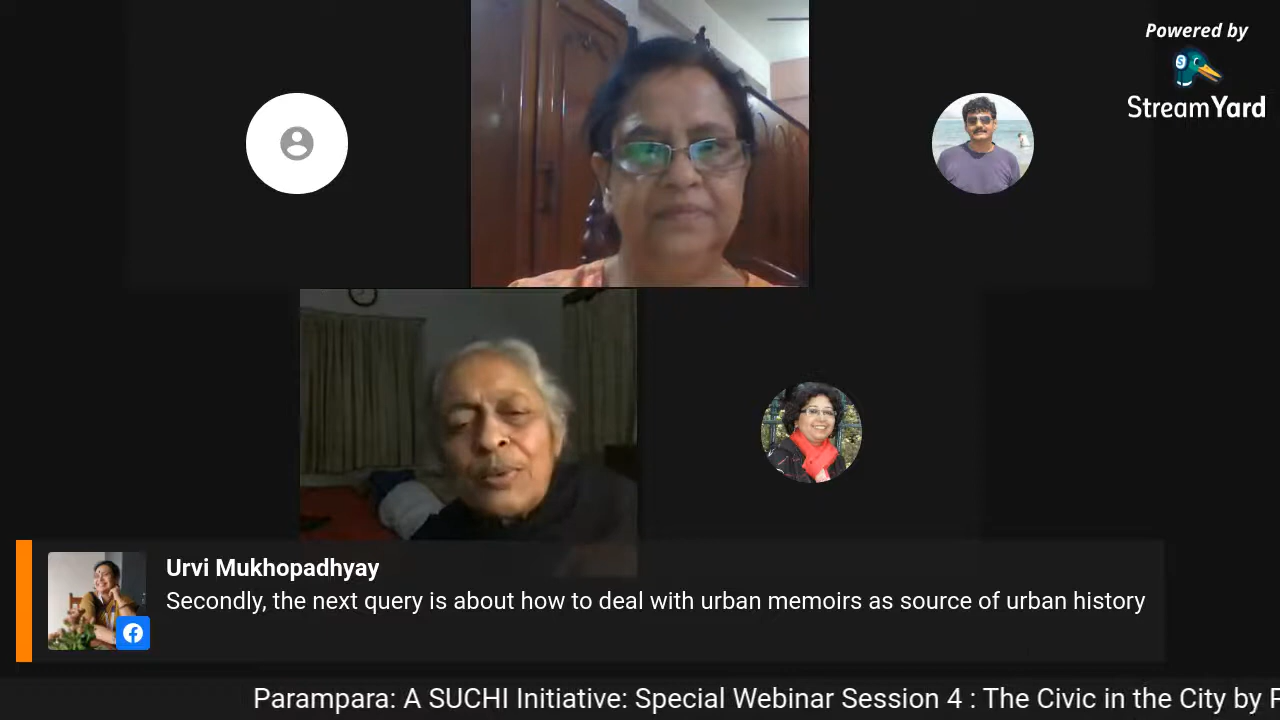 Powered by
StreamYard
Urvi Mukhopadhyay
Secondly, the next query is about how to deal with urban memoirs as source of urban history
Parampara: A SUCHI Initiative: Special Webinar Session 4 : The Civic in the City by